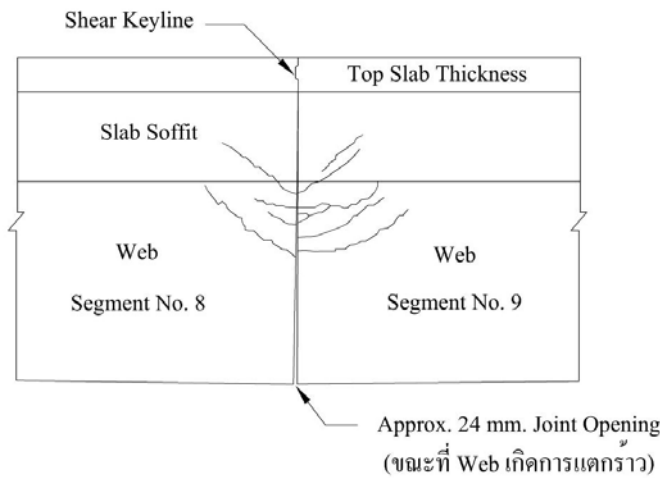 Shear Keyline
Top Slab Thickness
Slab Soffit
Web
Web
Segment No. 8
Segment No. 9
Approx. 24 mm. Joint Opening
(ขณะที่ Web เกิดการแตกร้าว)